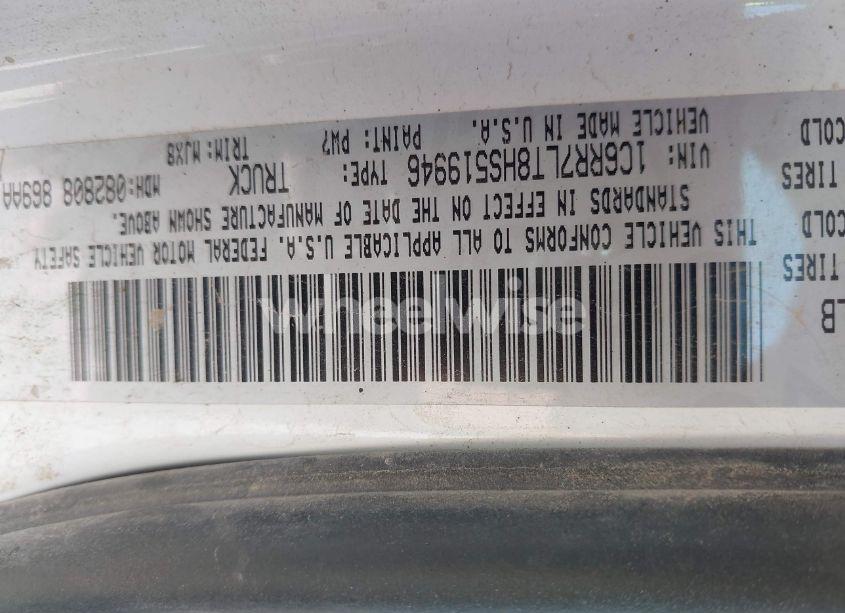 TIRES COLD
TIRES COLD
LB
THIS VEHICLE CONFORMS TO ALL APPLICABLE U.S.A. FEDERAL MOTOR VEHICLE SAFETY
STANDARDS IN EFFECT ON THE DATE OF MANUFACTURE SHOWN ABOVE.
VIN: 1C6RR7LT8HS519946 TYPE: TRUCK MDH: 082808 869AA
VEHICLE MADE IN U.S.A. PAINT: PW7 TRIM: MJX8
wheelwise